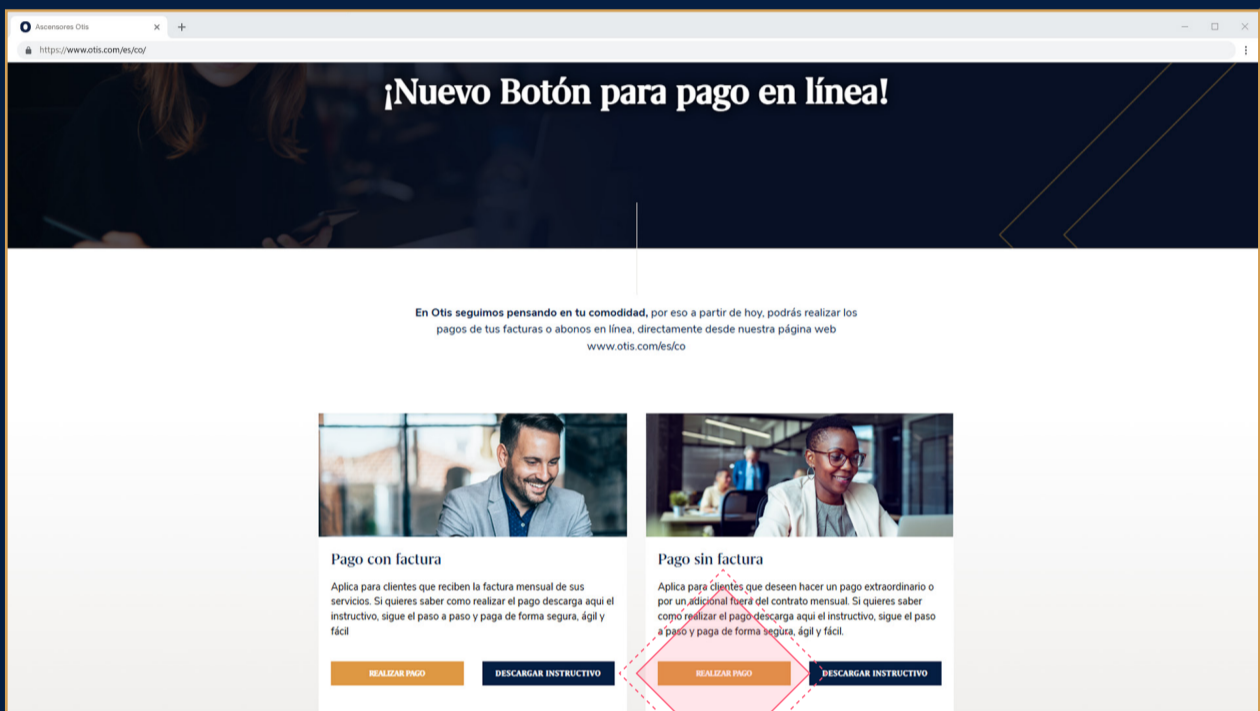 Ascensores Otis
https://www.otis.com/es/co/
¡Nuevo Botón para pago en línea!
En Otis seguimos pensando en tu comodidad, por eso a partir de hoy, podrás realizar los
pagos de tus facturas o abonos en línea, directamente desde nuestra página web
www.otis.com/es/co
Pago con factura
Aplica para clientes que reciben la factura mensual de sus
servicios. Si quieres saber como realizar el pago descarga aqui el
instructivo, sigue el paso a paso y paga de forma segura, ágil y
fácil
REALIZAR PAGO
DESCARGAR INSTRUCTIVO
Pago sin factura
Aplica para clientes que deseen hacer un pago extraordinario o
por un adicional fuera del contrato mensual. Si quieres saber
como realizar el pago descarga aqui el instructivo, sigue el paso
a paso y paga de forma segura, ágil y fácil.
REALIZAR PAGO
DESCARGAR INSTRUCTIVO